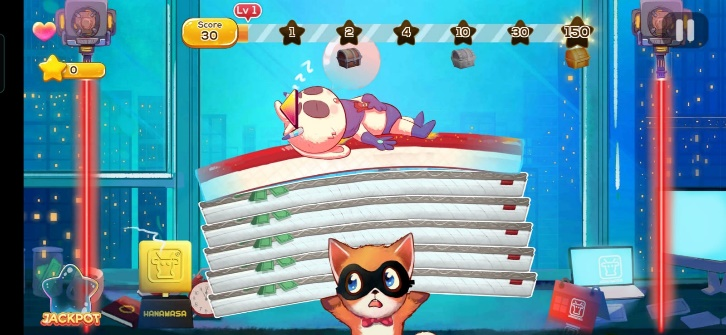 Lv 1
Score
30
1
2
4
10
30
150
0
z z z
JACKPOT
HANAWASA